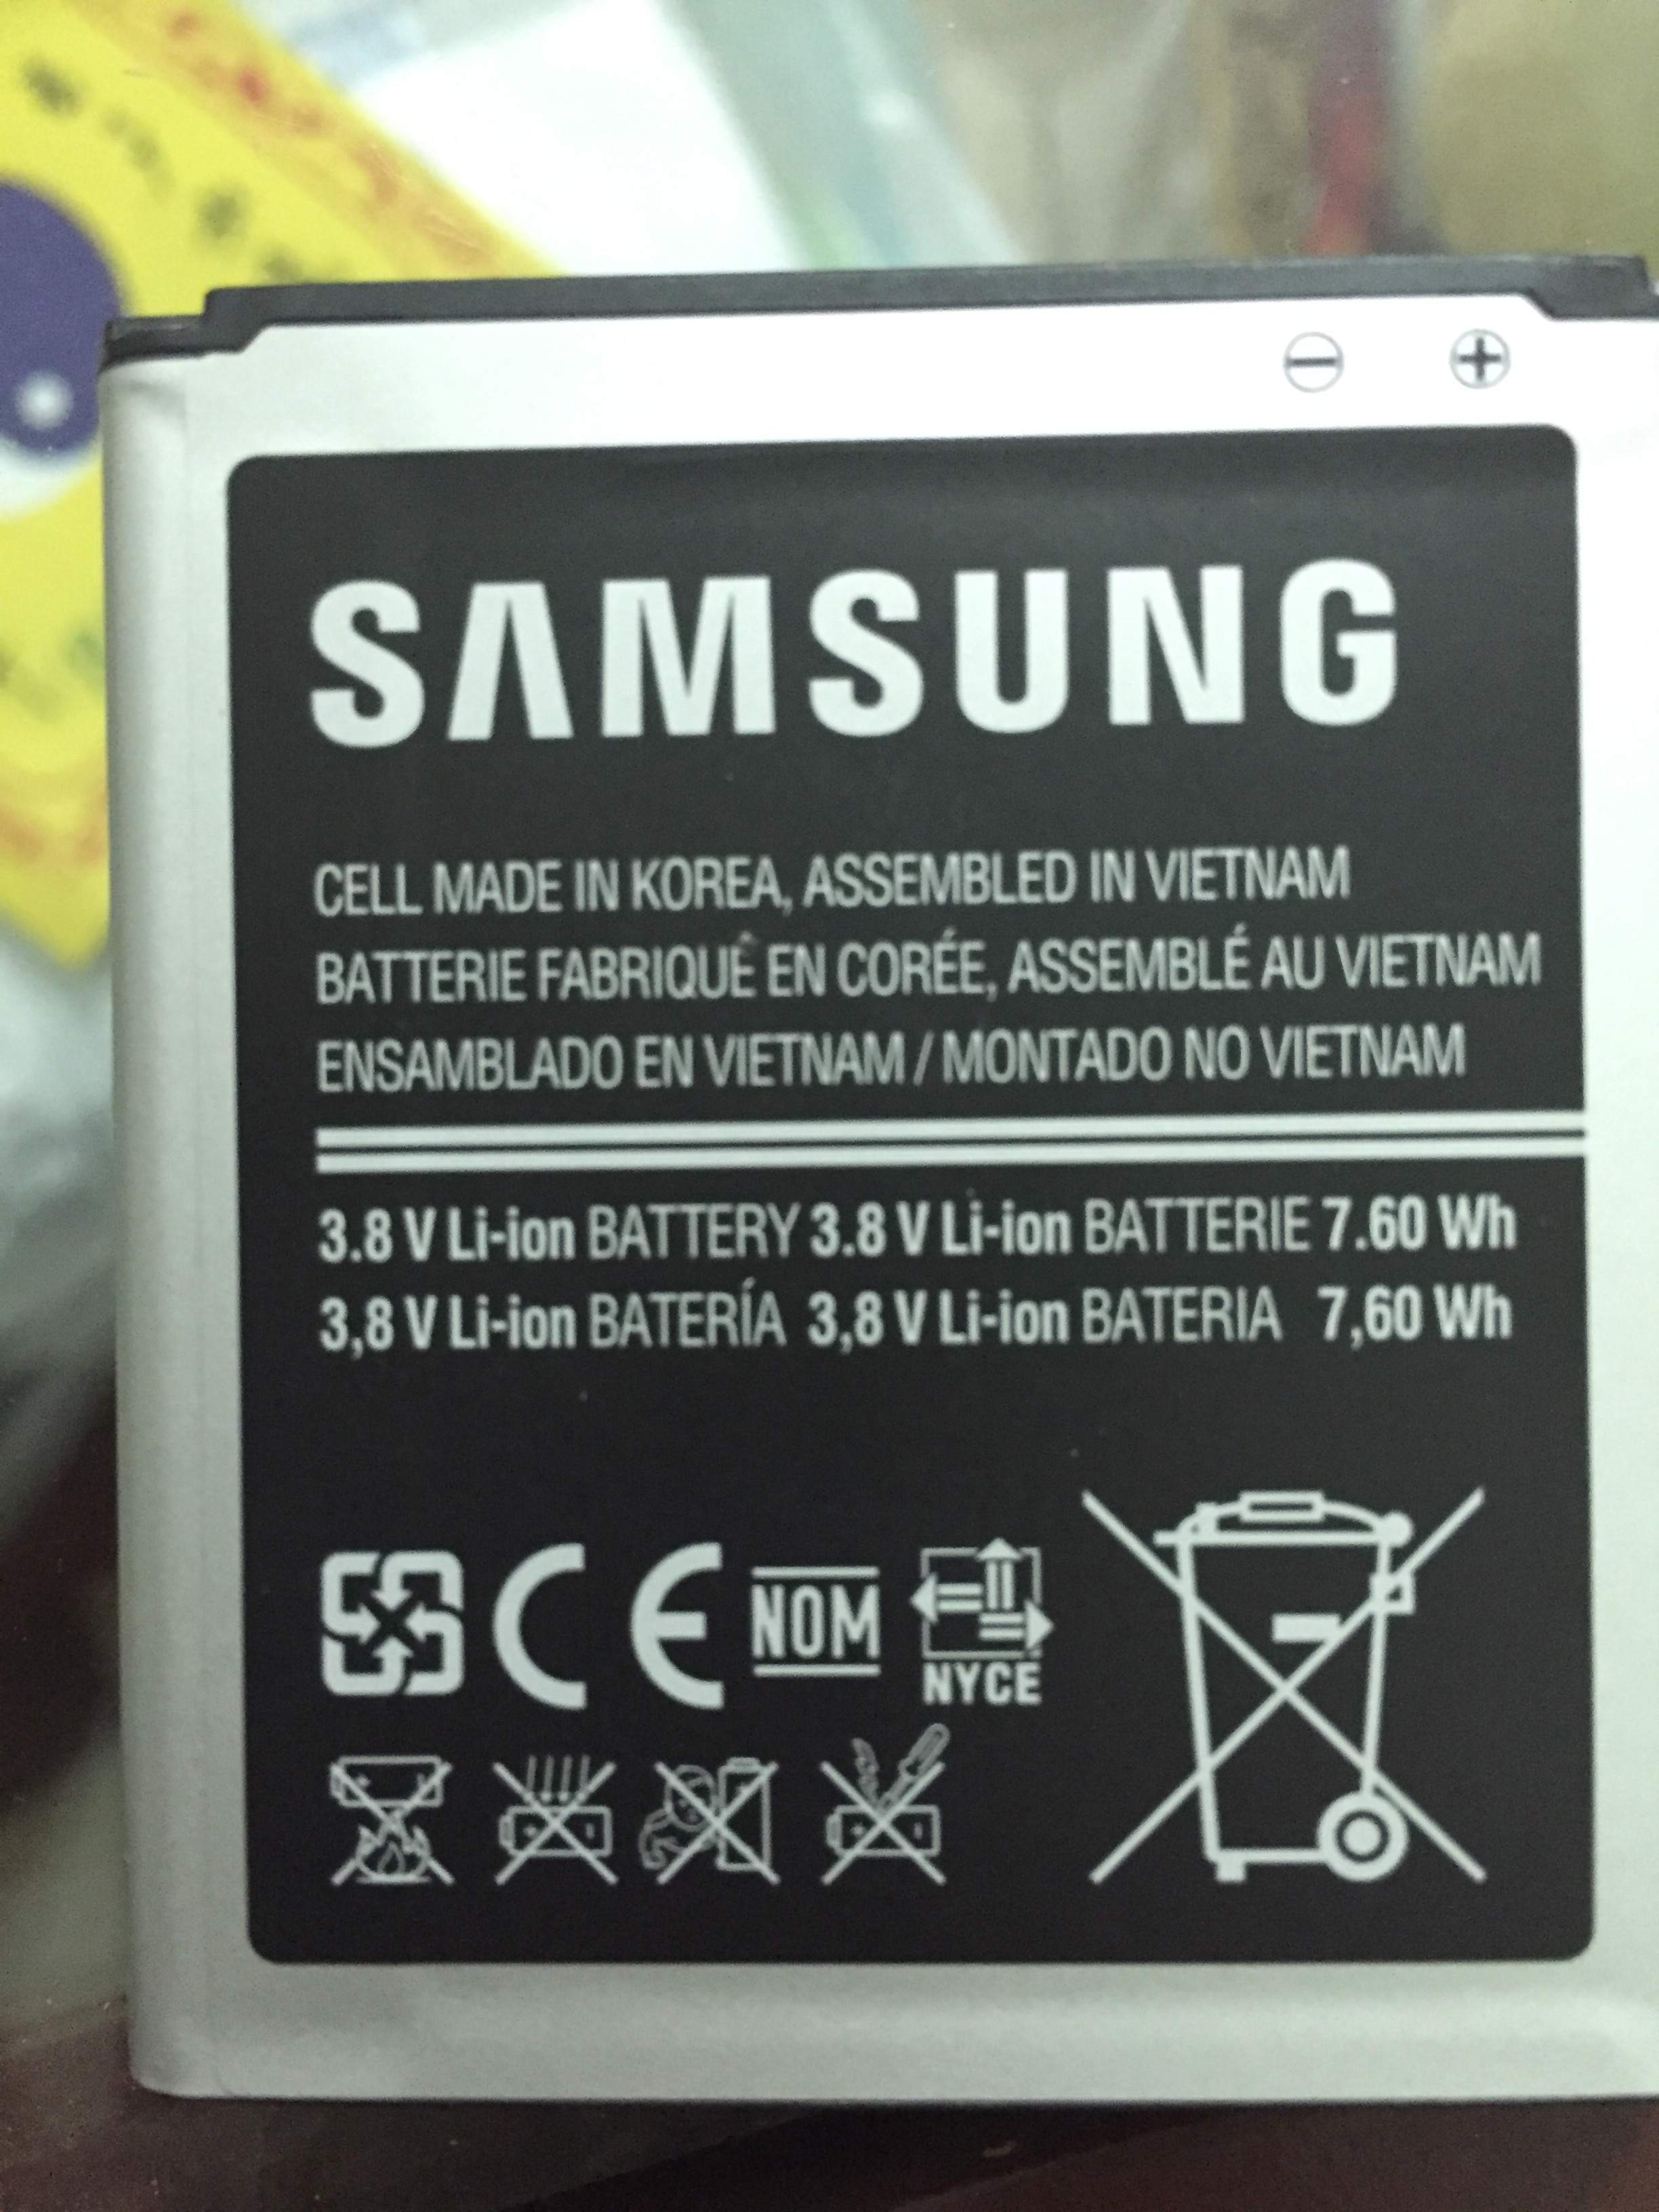 SAMSUNG
CELL MADE IN KOREA, ASSEMBLED IN VIETNAM
BATTERIE FABRIQUÉ EN CORÉE, ASSEMBLÉ AU VIETNAM
ENSAMBLADO EN VIETNAM / MONTADO NO VIETNAM
3.8 V Li-ion BATTERY 3.8 V Li-ion BATTERIE 7.60 Wh
3,8 V Li-ion BATERÍA 3,8 V Li-ion BATERIA 7,60 Wh
CE NOM NYCE